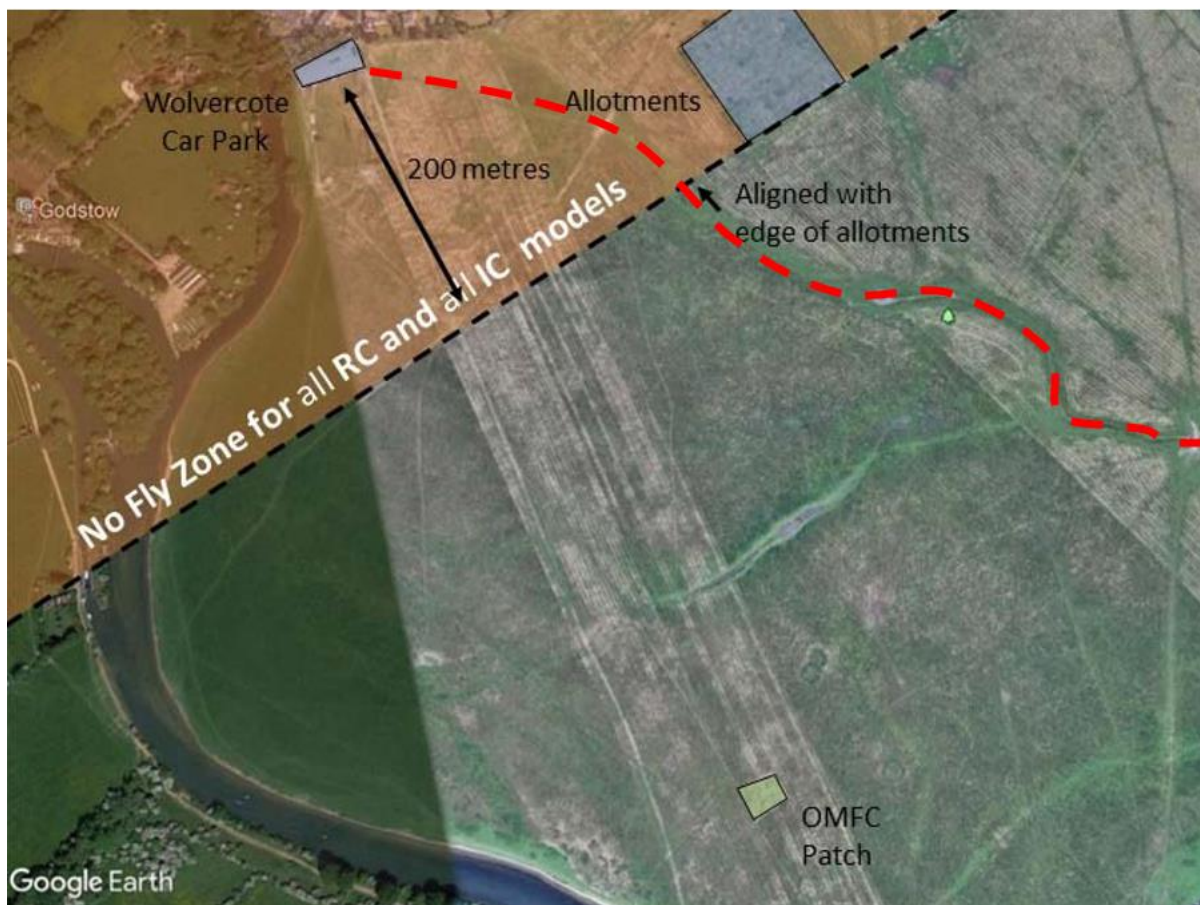 Wolvercote
Car Park
Allotments
200 metres
Godstow
Aligned with
edge of allotments
No Fly Zone for all RC and all IC models
OMFC
Patch
Google Earth